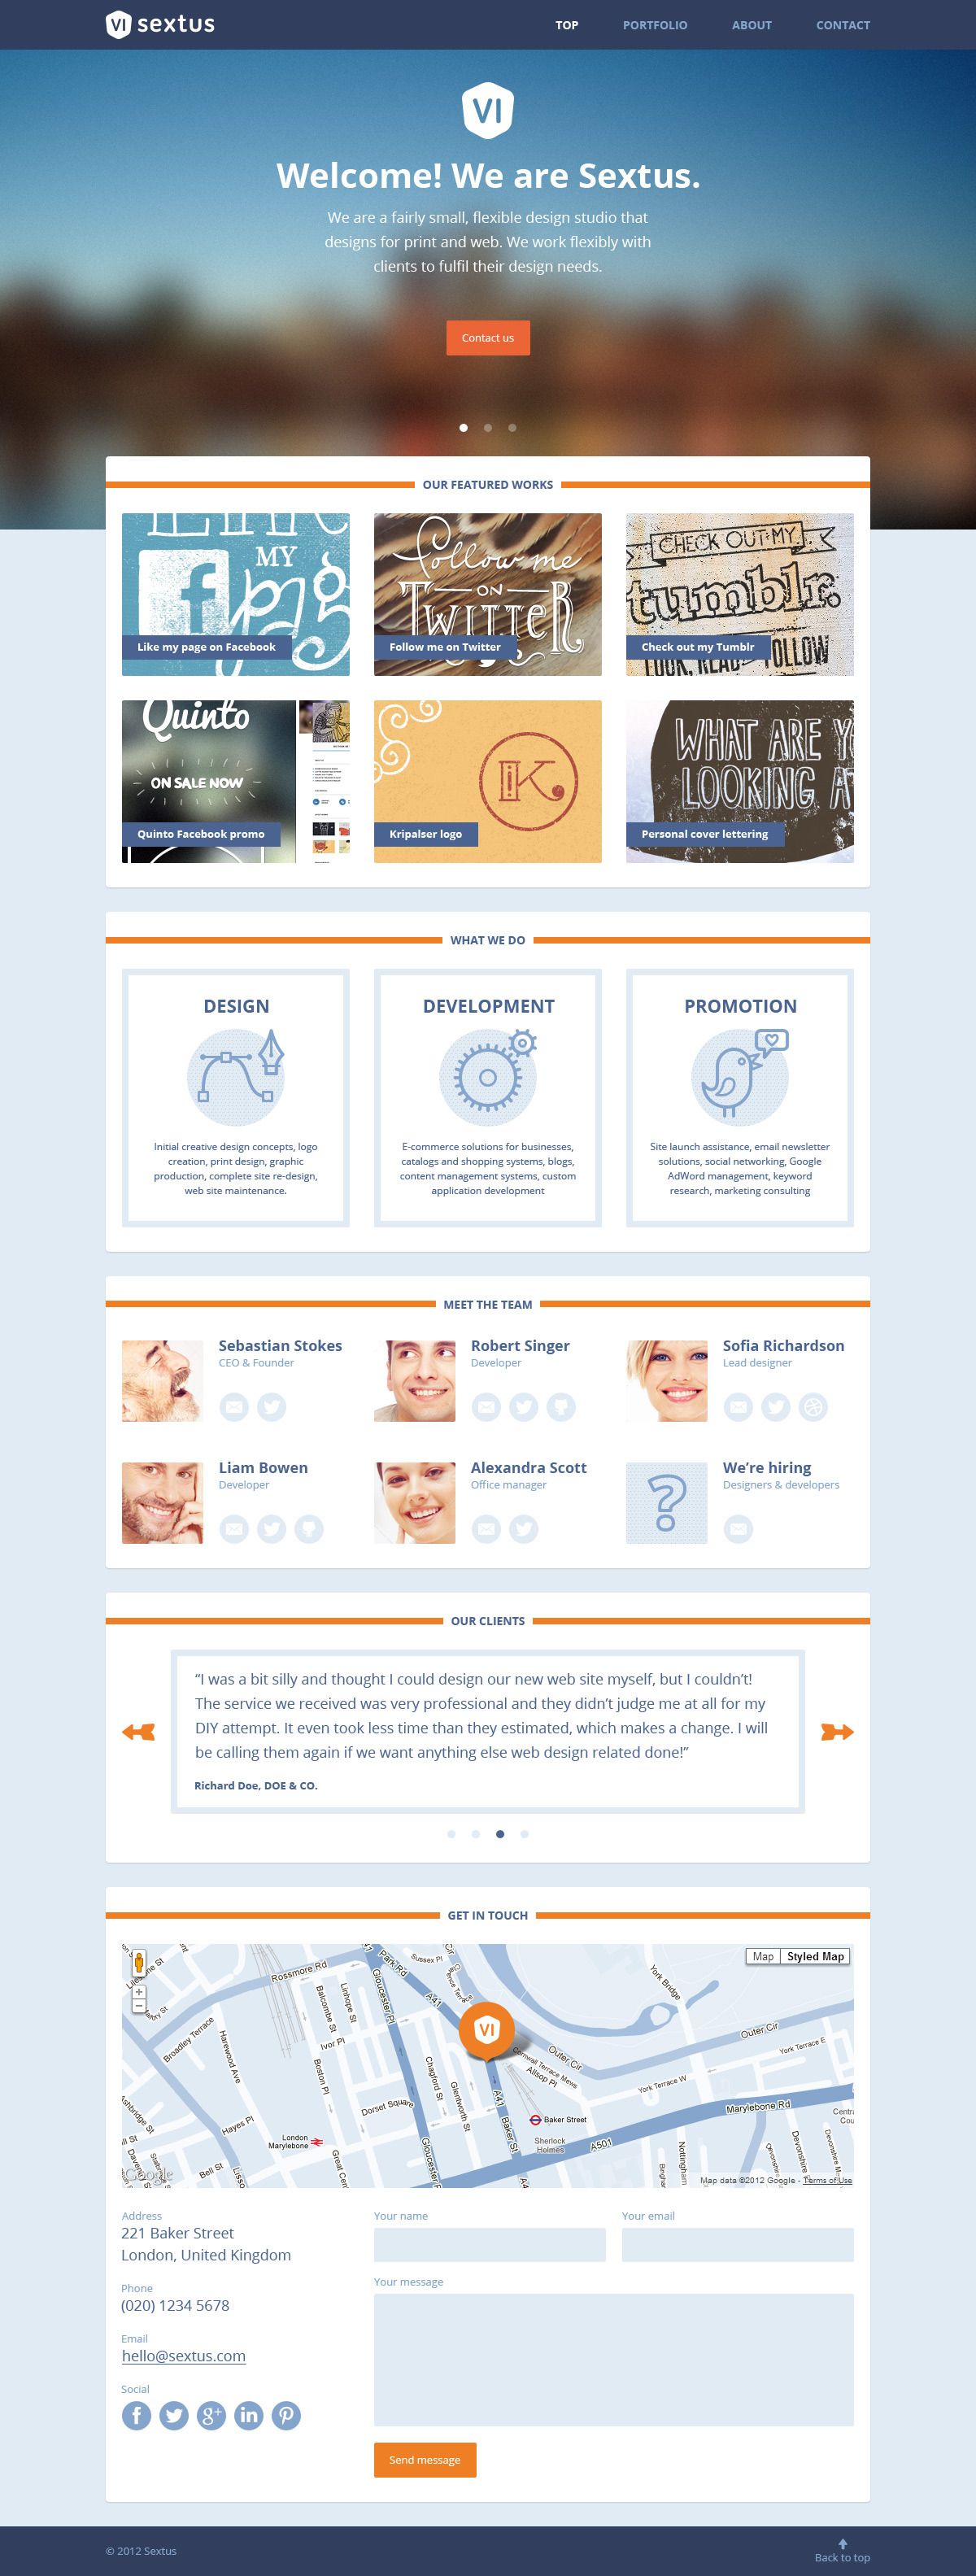 VI sextus
TOP PORTFOLIO ABOUT CONTACT
VI
Welcome! We are Sextus.
We are a fairly small, flexible design studio that
designs for print and web. We work flexibly with
clients to fulfil their design needs.
Contact us
OUR FEATURED WORKS
MY
Like my page on Facebook
follow me
ON
TWITTER
Follow me on Twitter
CHECK OUT MY
tumblr.
LOOK READ FOLLOW
Check out my Tumblr
Quinto
ON SALE NOW
Quinto Facebook promo
K
Kripalser logo
WHAT ARE Y
LOOKING A
Personal cover lettering
WHAT WE DO
DESIGN
Initial creative design concepts, logo
creation, print design, graphic
production, complete site re-design,
web site maintenance.
DEVELOPMENT
E-commerce solutions for businesses,
catalogs and shopping systems, blogs,
content management systems, custom
application development
PROMOTION
Site launch assistance, email newsletter
solutions, social networking, Google
AdWord management, keyword
research, marketing consulting
MEET THE TEAM
Sebastian Stokes
CEO & Founder
Robert Singer
Developer
Sofia Richardson
Lead designer
Liam Bowen
Developer
Alexandra Scott
Office manager
?
We’re hiring
Designers & developers
OUR CLIENTS
“I was a bit silly and thought I could design our new web site myself, but I couldn’t!
The service we received was very professional and they didn’t judge me at all for my
DIY attempt. It even took less time than they estimated, which makes a change. I will
be calling them again if we want anything else web design related done!”
Richard Doe, DOE & CO.
GET IN TOUCH
Map Styled Map
Rossmore Rd
Park Rd
Sussex Pl
York Bridge
Balcombe St
Linhope St
Gloucester Pl
A41
VI
Broadley Terrace
Harewood Ave
Ivor Pl
Boston Pl
Chagford St
Cornwall Terrace Mews
Outer Cir
Allsop Pl
Outer Cir
York Terrace E
York Terrace W
Dorset Square
Glentworth St
A41
Baker St
Baker Street
Marylebone Rd
Hayes Pl
London
Marylebone
Sherlock
Holmes
A501
Bell St
Google
Map data ©2012 Google - Terms of Use
Address
221 Baker Street
London, United Kingdom
Phone
(020) 1234 5678
Email
hello@sextus.com
Social
f g+ in
Your name
Your email
Your message
Send message
© 2012 Sextus
Back to top